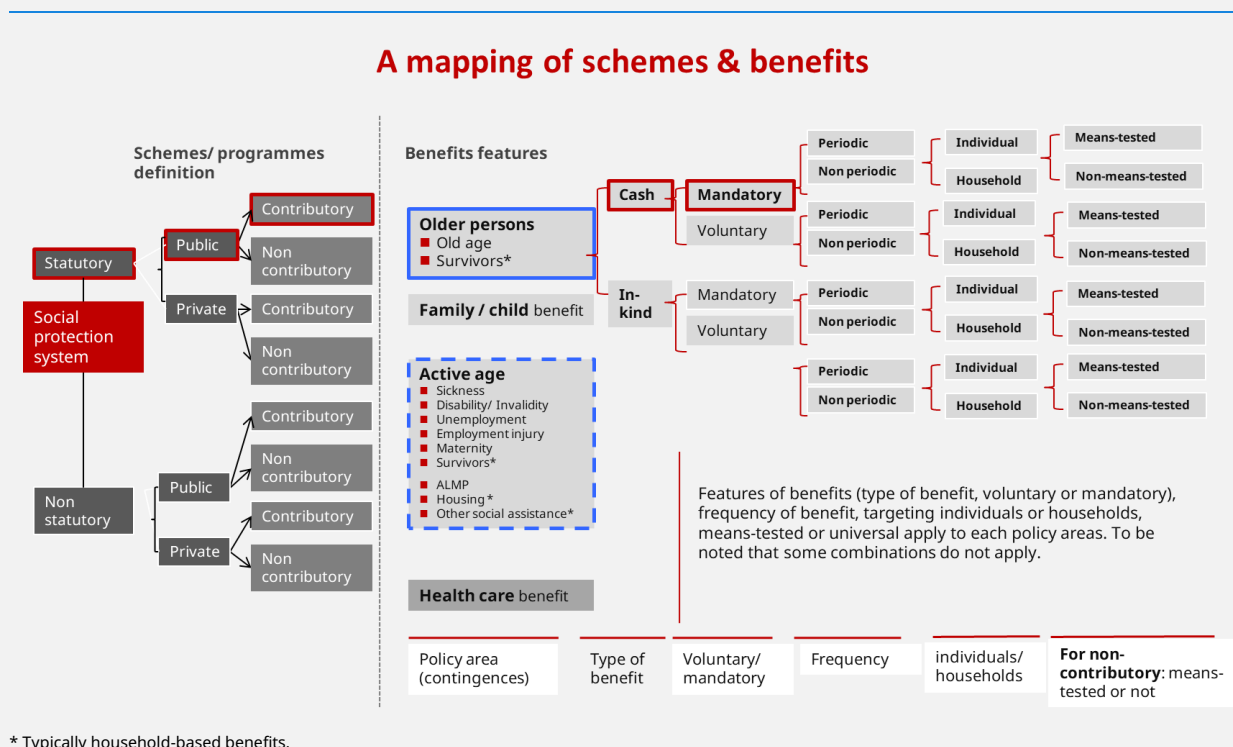 A mapping of schemes & benefits
Schemes/ programmes
definition
Statutory
Social
protection
system
Non
statutory
Public
Private
Public
Private
Contributory
Non
contributory
Contributory
Non
contributory
Contributory
Non
contributory
Contributory
Non
contributory
Benefits features
Older persons
Old age
Survivors*
Family / child benefit
Active age
Sickness
Disability/ Invalidity
Unemployment
Employment injury
Maternity
Survivors*
ALMP
Housing *
Other social assistance*
Health care benefit
Cash
In-
kind
Mandatory
Voluntary
Mandatory
Voluntary
Periodic
Non periodic
Periodic
Non periodic
Periodic
Non periodic
Periodic
Non periodic
Individual
Household
Individual
Household
Individual
Household
Individual
Household
Means-tested
Non-means-tested
Means-tested
Non-means-tested
Means-tested
Non-means-tested
Means-tested
Non-means-tested
Features of benefits (type of benefit, voluntary or mandatory),
frequency of benefit, targeting individuals or households,
means-tested or universal apply to each policy areas. To be
noted that some combinations do not apply.
Policy area
(contingences)
Type of
benefit
Voluntary/
mandatory
Frequency
individuals/
households
For non-
contributory: means-
tested or not
* Typically household-based benefits.